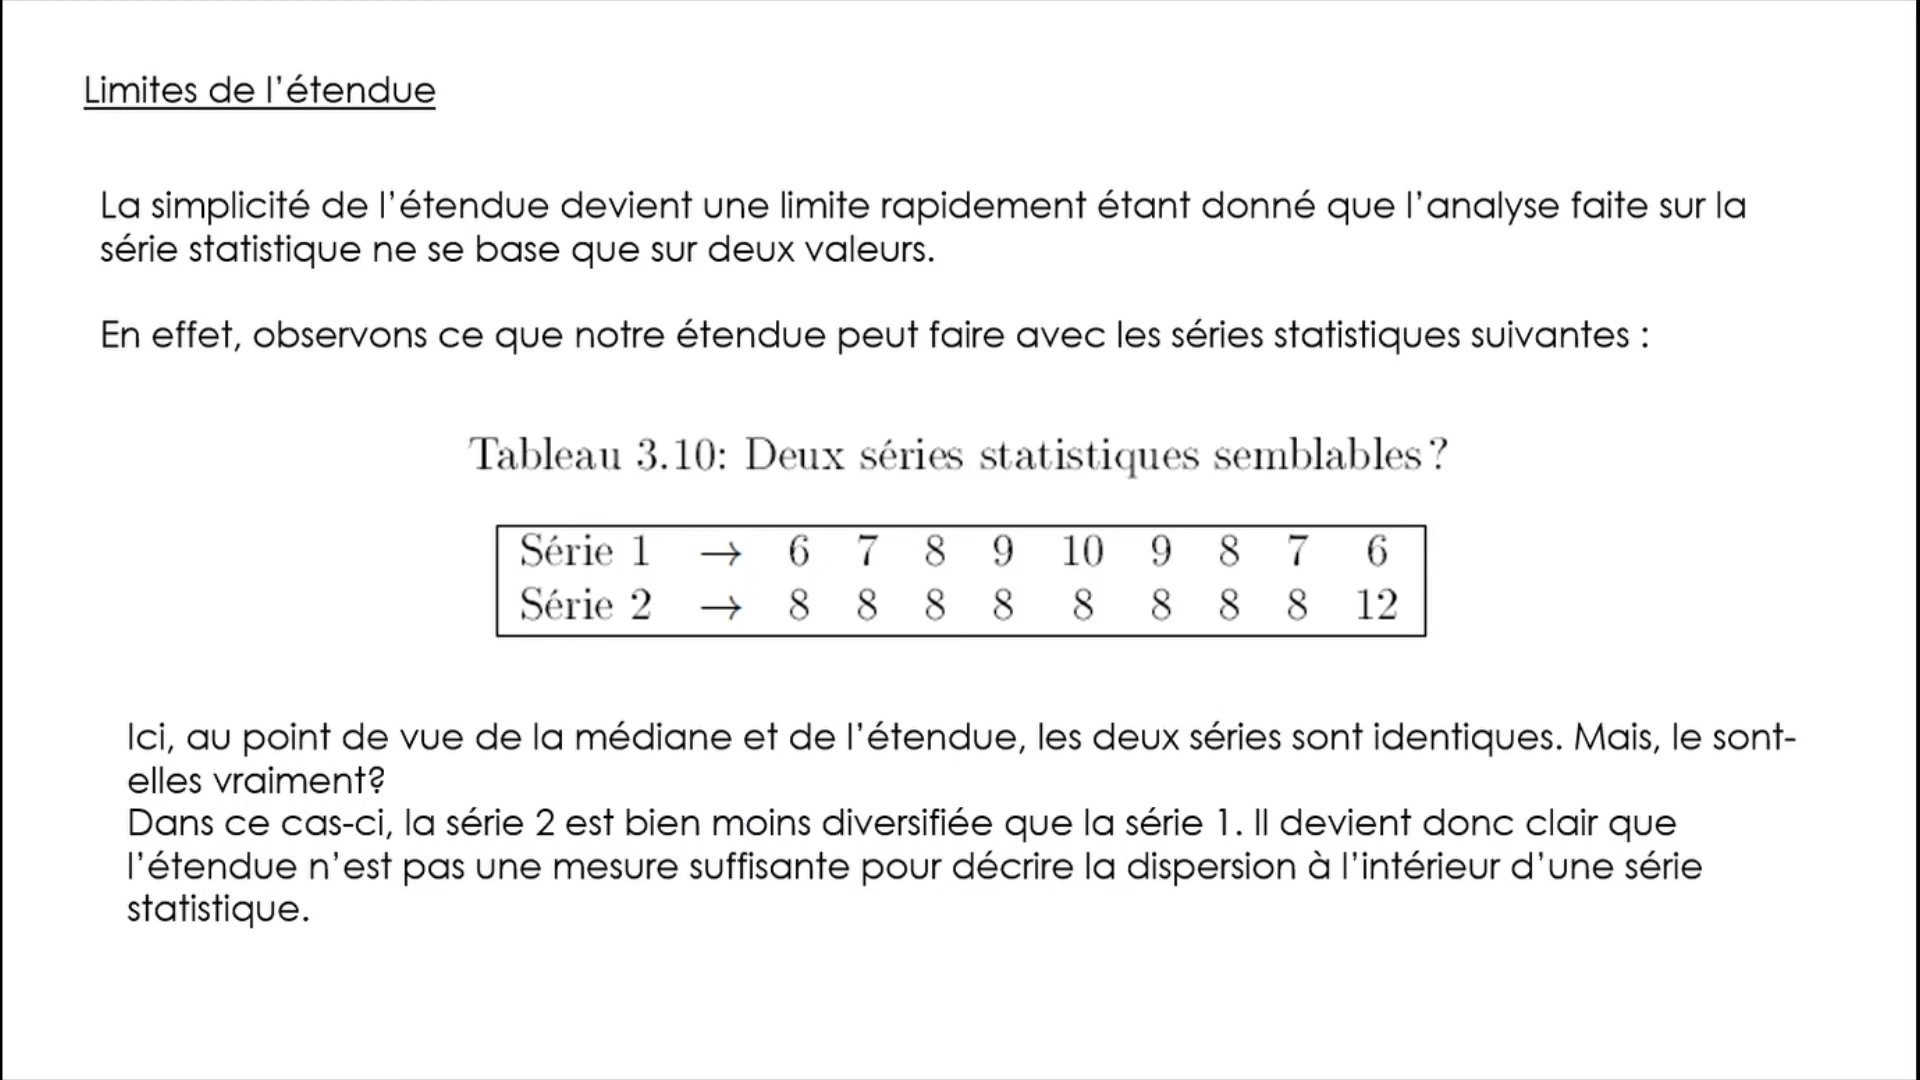 Limites de l'étendue
La simplicité de l'étendue devient une limite rapidement étant donné que l'analyse faite sur la
série statistique ne se base que sur deux valeurs.
En effet, observons ce que notre étendue peut faire avec les séries statistiques suivantes :
Tableau 3.10: Deux séries statistiques semblables?
Série 1 → 6 7 8 9 10 9 8 7 6
Série 2 → 8 8 8 8 8 8 8 8 12
Ici, au point de vue de la médiane et de l'étendue, les deux séries sont identiques. Mais, le sont-
elles vraiment?
Dans ce cas-ci, la série 2 est bien moins diversifiée que la série 1. Il devient donc clair que
l'étendue n'est pas une mesure suffisante pour décrire la dispersion à l'intérieur d'une série
statistique.